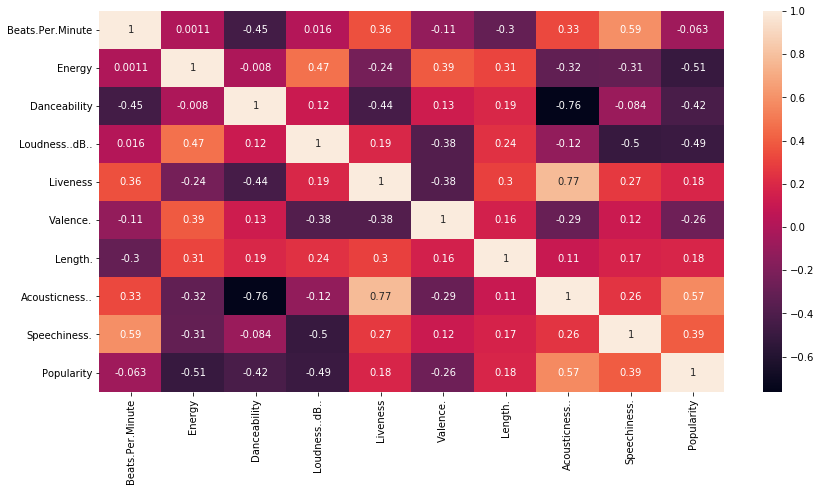 Beats.Per.Minute 1 0.0011 -0.45 0.016 0.36 -0.11 -0.3 0.33 0.59 -0.063
Energy 0.0011 1 -0.008 0.47 -0.24 0.39 0.31 -0.32 -0.31 -0.51
Danceability -0.45 -0.008 1 0.12 -0.44 0.13 0.19 -0.76 -0.084 -0.42
Loudness..dB.. 0.016 0.47 0.12 1 0.19 -0.38 0.24 -0.12 -0.5 -0.49
Liveness 0.36 -0.24 -0.44 0.19 1 -0.38 0.3 0.77 0.27 0.18
Valence. -0.11 0.39 0.13 -0.38 -0.38 1 0.16 -0.29 0.12 -0.26
Length. -0.3 0.31 0.19 0.24 0.3 0.16 1 0.11 0.17 0.18
Acousticness.. 0.33 -0.32 -0.76 -0.12 0.77 -0.29 0.11 1 0.26 0.57
Speechiness. 0.59 -0.31 -0.084 -0.5 0.27 0.12 0.17 0.26 1 0.39
Popularity -0.063 -0.51 -0.42 -0.49 0.18 -0.26 0.18 0.57 0.39 1
Beats.Per.Minute
Energy
Danceability
Loudness..dB..
Liveness
Valence.
Length.
Acousticness..
Speechiness.
Popularity
1.0
0.8
0.6
0.4
0.2
0.0
−0.2
−0.4
−0.6